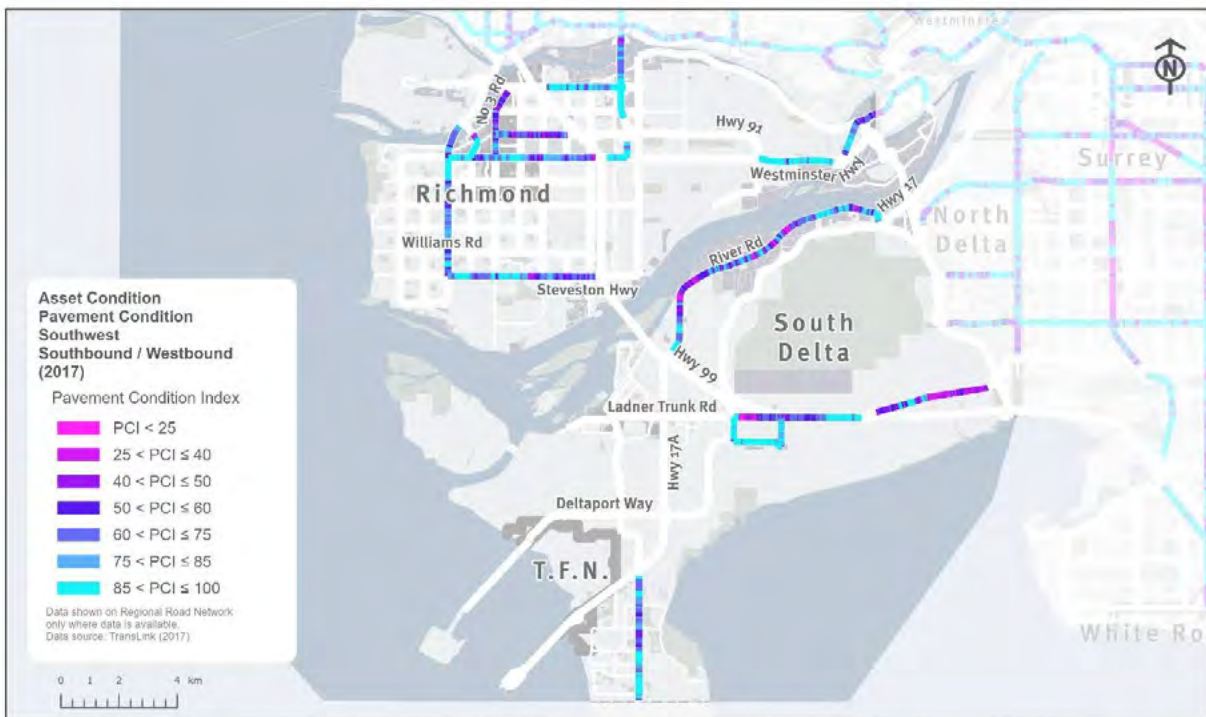 Westminster
N
No 3 Rd
Hwy 91
Surrey
Westminster Hwy
Richmond
Hwy 17
North
Delta
Williams Rd
River Rd
Steveston Hwy
South
Delta
Hwy 99
Ladner Trunk Rd
Hwy 17A
Deltaport Way
T.F.N.
White Ro
Asset Condition
Pavement Condition
Southwest
Southbound / Westbound
(2017)
Pavement Condition Index
PCI < 25
25 < PCI ≤ 40
40 < PCI ≤ 50
50 < PCI ≤ 60
60 < PCI ≤ 75
75 < PCI ≤ 85
85 < PCI ≤ 100
Data shown on Regional Road Network
only where data is available.
Data source: TransLink (2017)
0 1 2 4 km